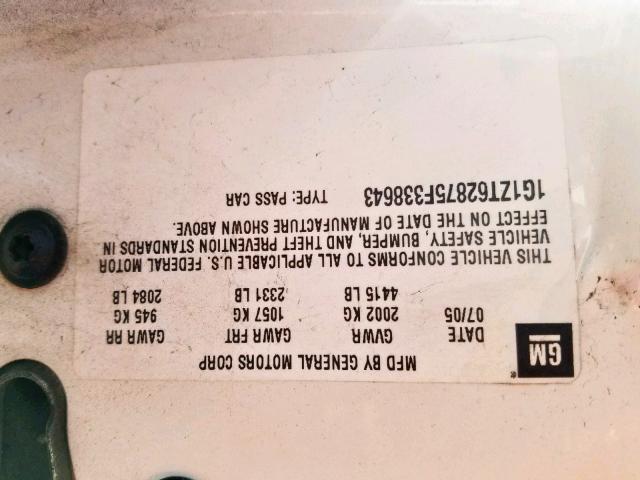 MFD BY GENERAL MOTORS CORP
GM ®
DATE GVWR GAWR FRT GAWR RR
07/05 2002 KG 1057 KG 945 KG
4415 LB 2331 LB 2084 LB
THIS VEHICLE CONFORMS TO ALL APPLICABLE U.S. FEDERAL MOTOR
VEHICLE SAFETY, BUMPER, AND THEFT PREVENTION STANDARDS IN
EFFECT ON THE DATE OF MANUFACTURE SHOWN ABOVE.
1G1ZT62875F338643 TYPE: PASS CAR